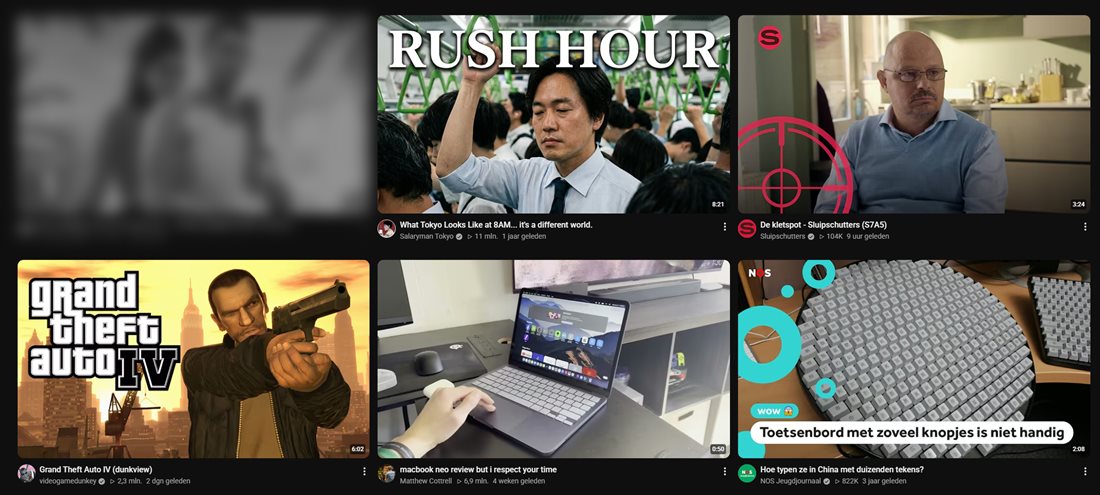 RUSH HOUR
8:21
What Tokyo Looks Like at 8AM... it's a different world.
Salaryman Tokyo 11 mln. 1 jaar geleden
S
3:24
De kletspot - Sluipschutters (S7A5)
Sluipschutters 104K 9 uur geleden
grand
theft
auto IV
6:02
Grand Theft Auto IV (dunkview)
videogamedunkey 2,3 mln. 2 dgn geleden
0:50
macbook neo review but i respect your time
Matthew Cottrell 6,9 mln. 4 weken geleden
NOS
WOW
Toetsenbord met zoveel knopjes is niet handig
2:08
Hoe typen ze in China met duizenden tekens?
NOS Jeugdjournaal 822K 3 jaar geleden